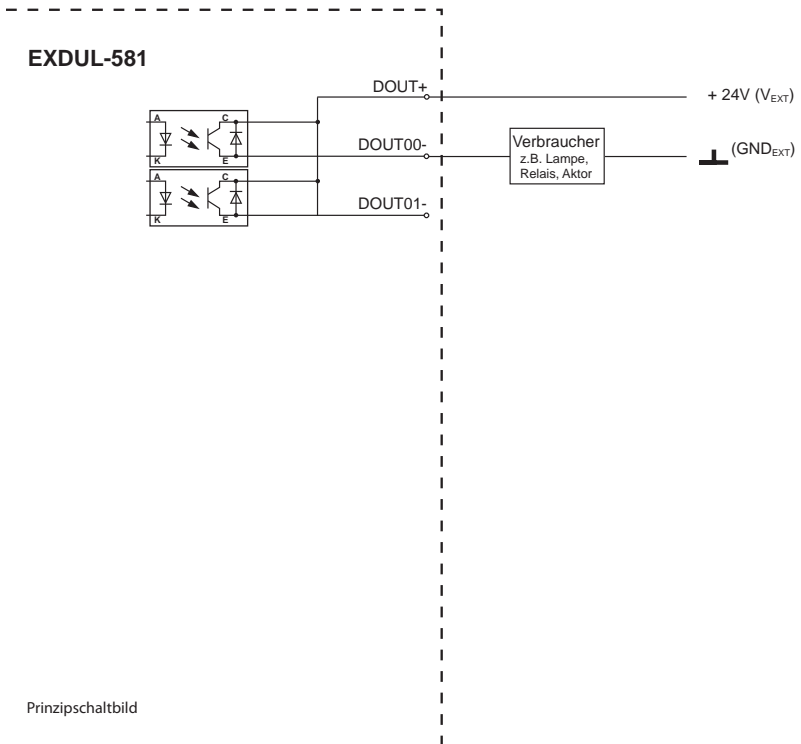 EXDUL-581
DOUT+
+ 24V (VEXT)
A
C
DOUT00-
Verbraucher
z.B. Lampe,
Relais, Aktor
(GNDEXT)
K
E
A
C
DOUT01-
K
E
Prinzipschaltbild